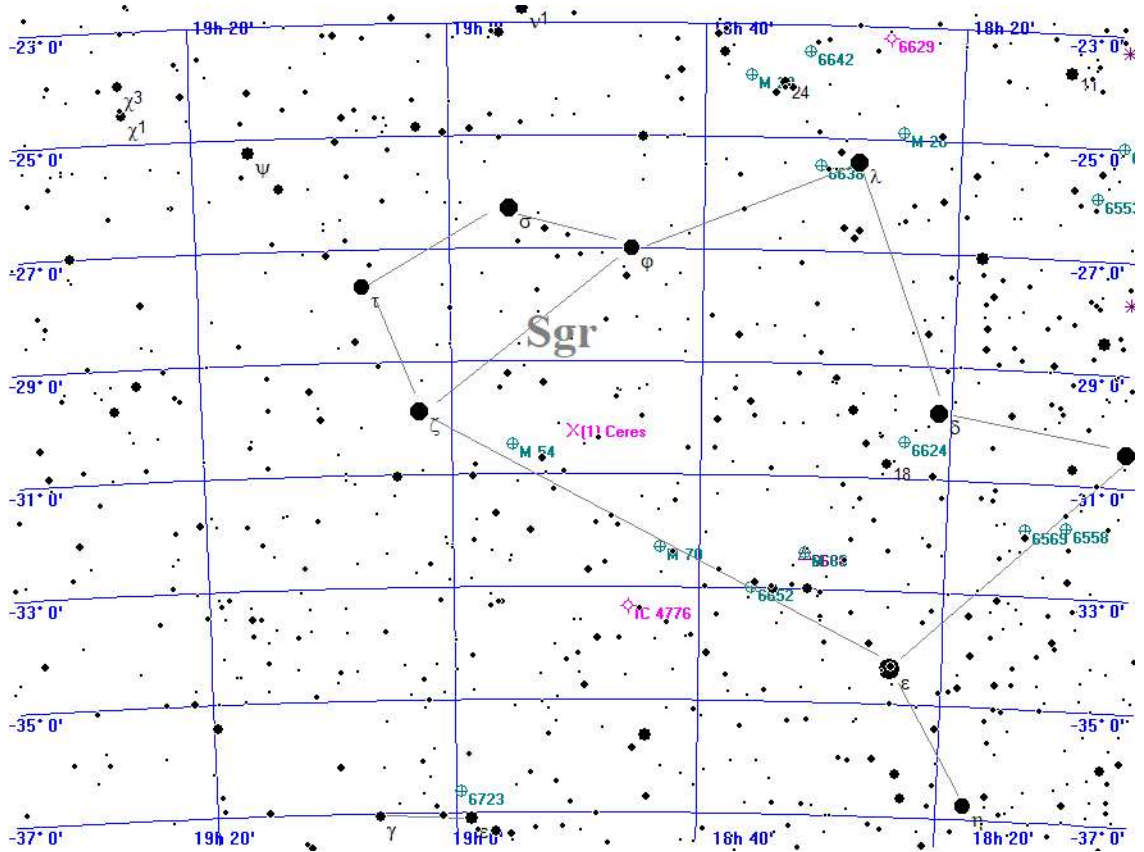 19h 20'
19h
18h 40'
18h 20'
ν1
-23° 0'
-23° 0'
6629
6642
24
11
χ3
χ1
M 28
-25° 0'
-25° 0'
ψ
6638
λ
6553
σ
φ
-27° 0'
-27° 0'
τ
Sgr
-29° 0'
-29° 0'
ζ
(1) Ceres
δ
M 54
6624
18
-31° 0'
-31° 0'
6569
6558
M 70
6652
-33° 0'
-33° 0'
IC 4776
ε
-35° 0'
-35° 0'
6723
γ
ε
η
-37° 0'
-37° 0'
19h 20'
19h 0'
18h 40'
18h 20'